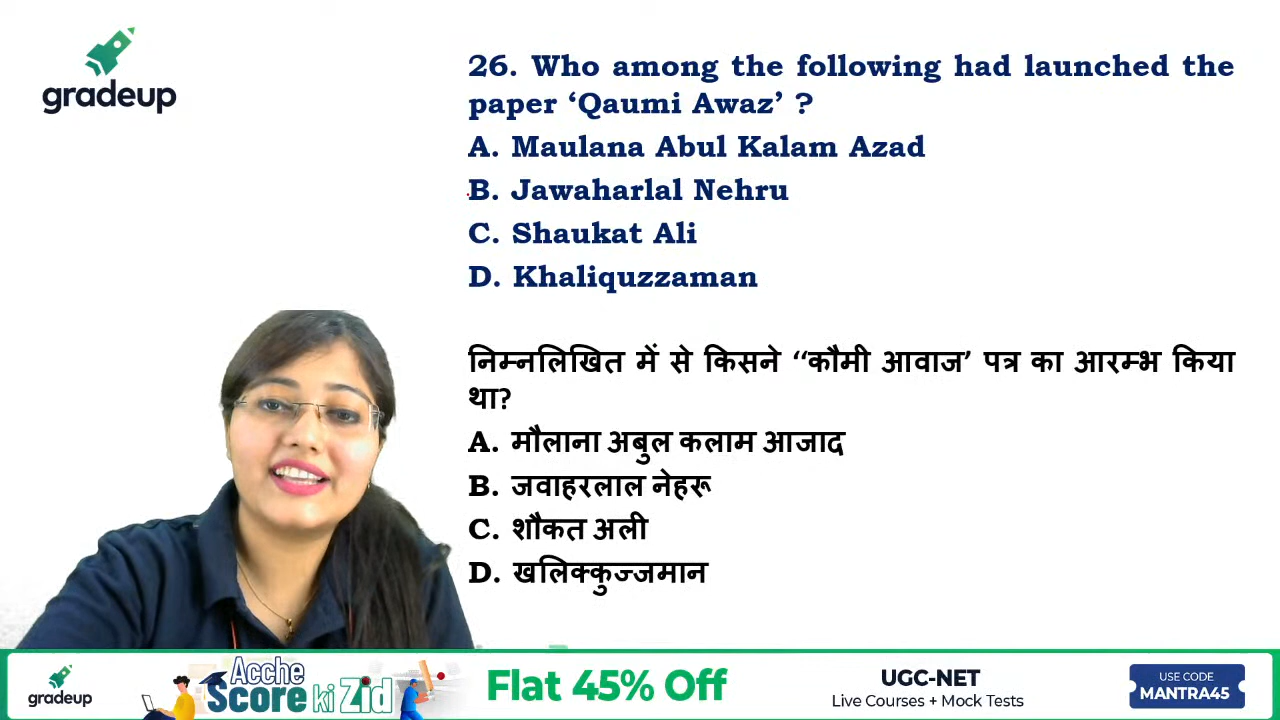 gradeup
26. Who among the following had launched the
paper ‘Qaumi Awaz’ ?
A. Maulana Abul Kalam Azad
B. Jawaharlal Nehru
C. Shaukat Ali
D. Khaliquzzaman
निम्नलिखित में से किसने “कौमी आवाज’ पत्र का आरम्भ किया
था?
A. मौलाना अबुल कलाम आजाद
B. जवाहरलाल नेहरू
C. शौकत अली
D. खलिक्कुज्जमान
gradeup
Acche
Score ki Zid
Flat 45% Off
UGC-NET
Live Courses + Mock Tests
USE CODE
MANTRA45